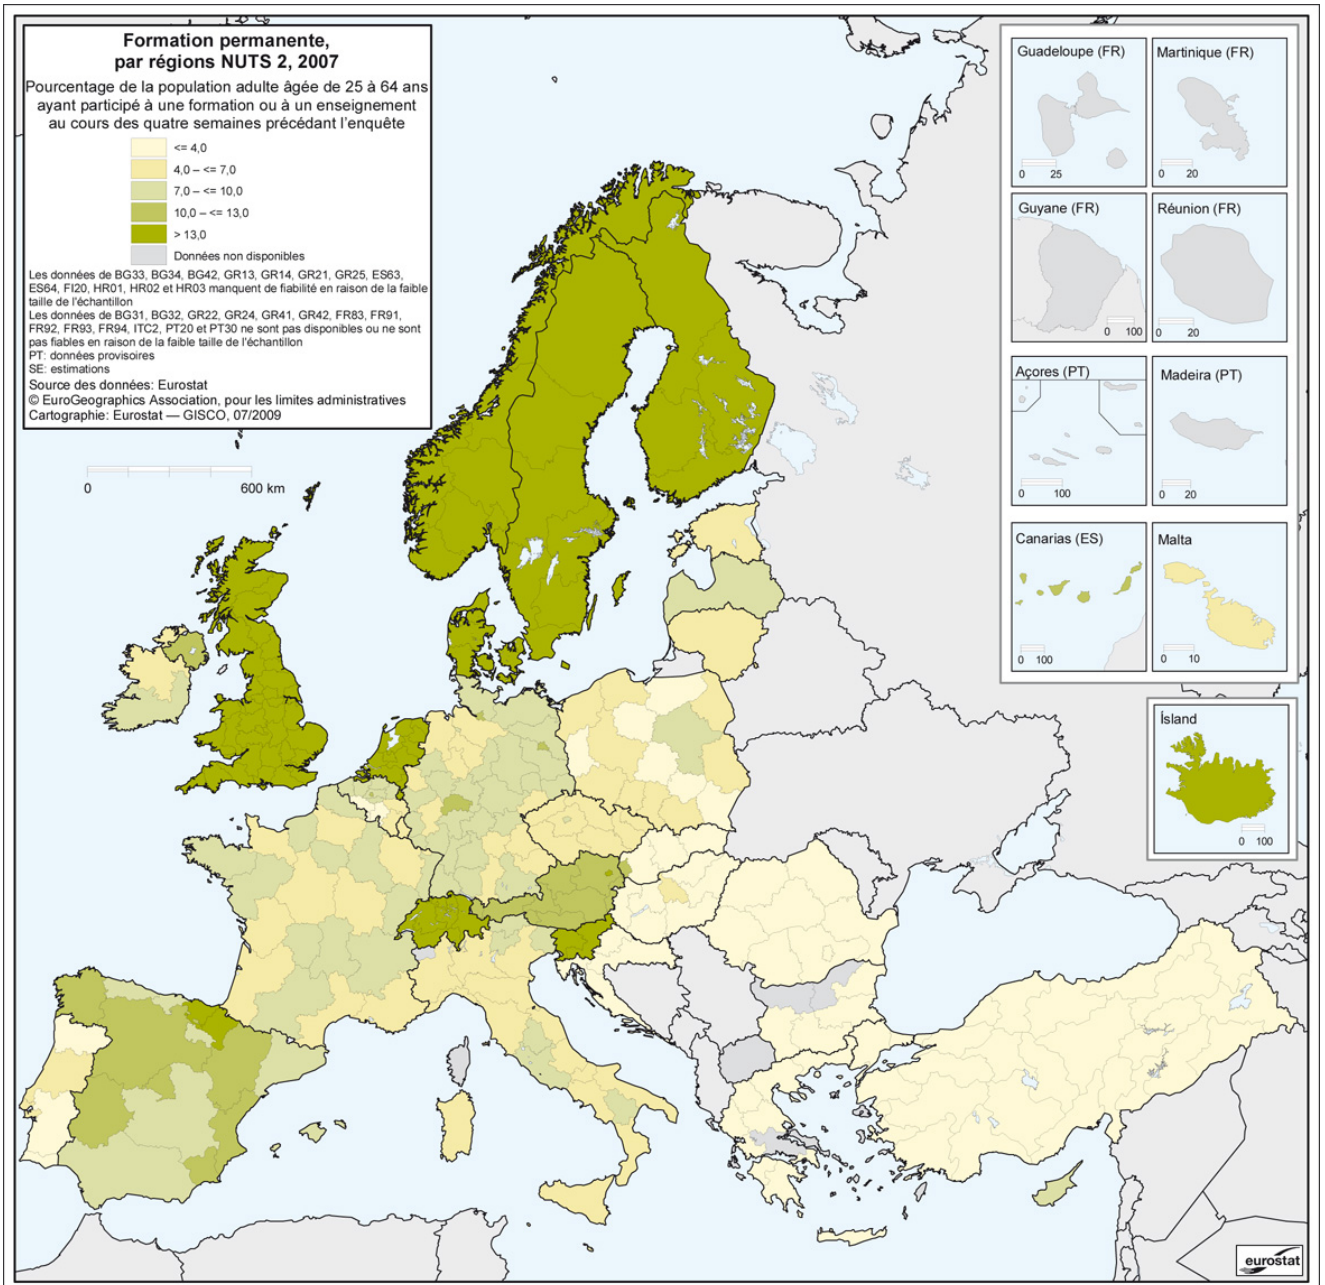 Formation permanente,
par régions NUTS 2, 2007
Pourcentage de la population adulte âgée de 25 à 64 ans
ayant participé à une formation ou à un enseignement
au cours des quatre semaines précédant l'enquête
<= 4,0
4,0 – <= 7,0
7,0 – <= 10,0
10,0 – <= 13,0
> 13,0
Données non disponibles
Les données de BG33, BG34, BG42, GR13, GR14, GR21, GR25, ES63,
ES64, FI20, HR01, HR02 et HR03 manquent de fiabilité en raison de la faible
taille de l'échantillon
Les données de BG31, BG32, GR22, GR24, GR41, GR42, FR83, FR91,
FR92, FR93, FR94, ITC2, PT20 et PT30 ne sont pas disponibles ou ne sont
pas fiables en raison de la faible taille de l'échantillon
PT: données provisoires
SE: estimations
Source des données: Eurostat
© EuroGeographics Association, pour les limites administratives
Cartographie: Eurostat — GISCO, 07/2009
0 600 km
Guadeloupe (FR)
0 25
Martinique (FR)
0 20
Guyane (FR)
0 100
Réunion (FR)
0 20
Açores (PT)
0 100
Madeira (PT)
0 20
Canarias (ES)
0 100
Malta
0 10
Ísland
0 100
eurostat